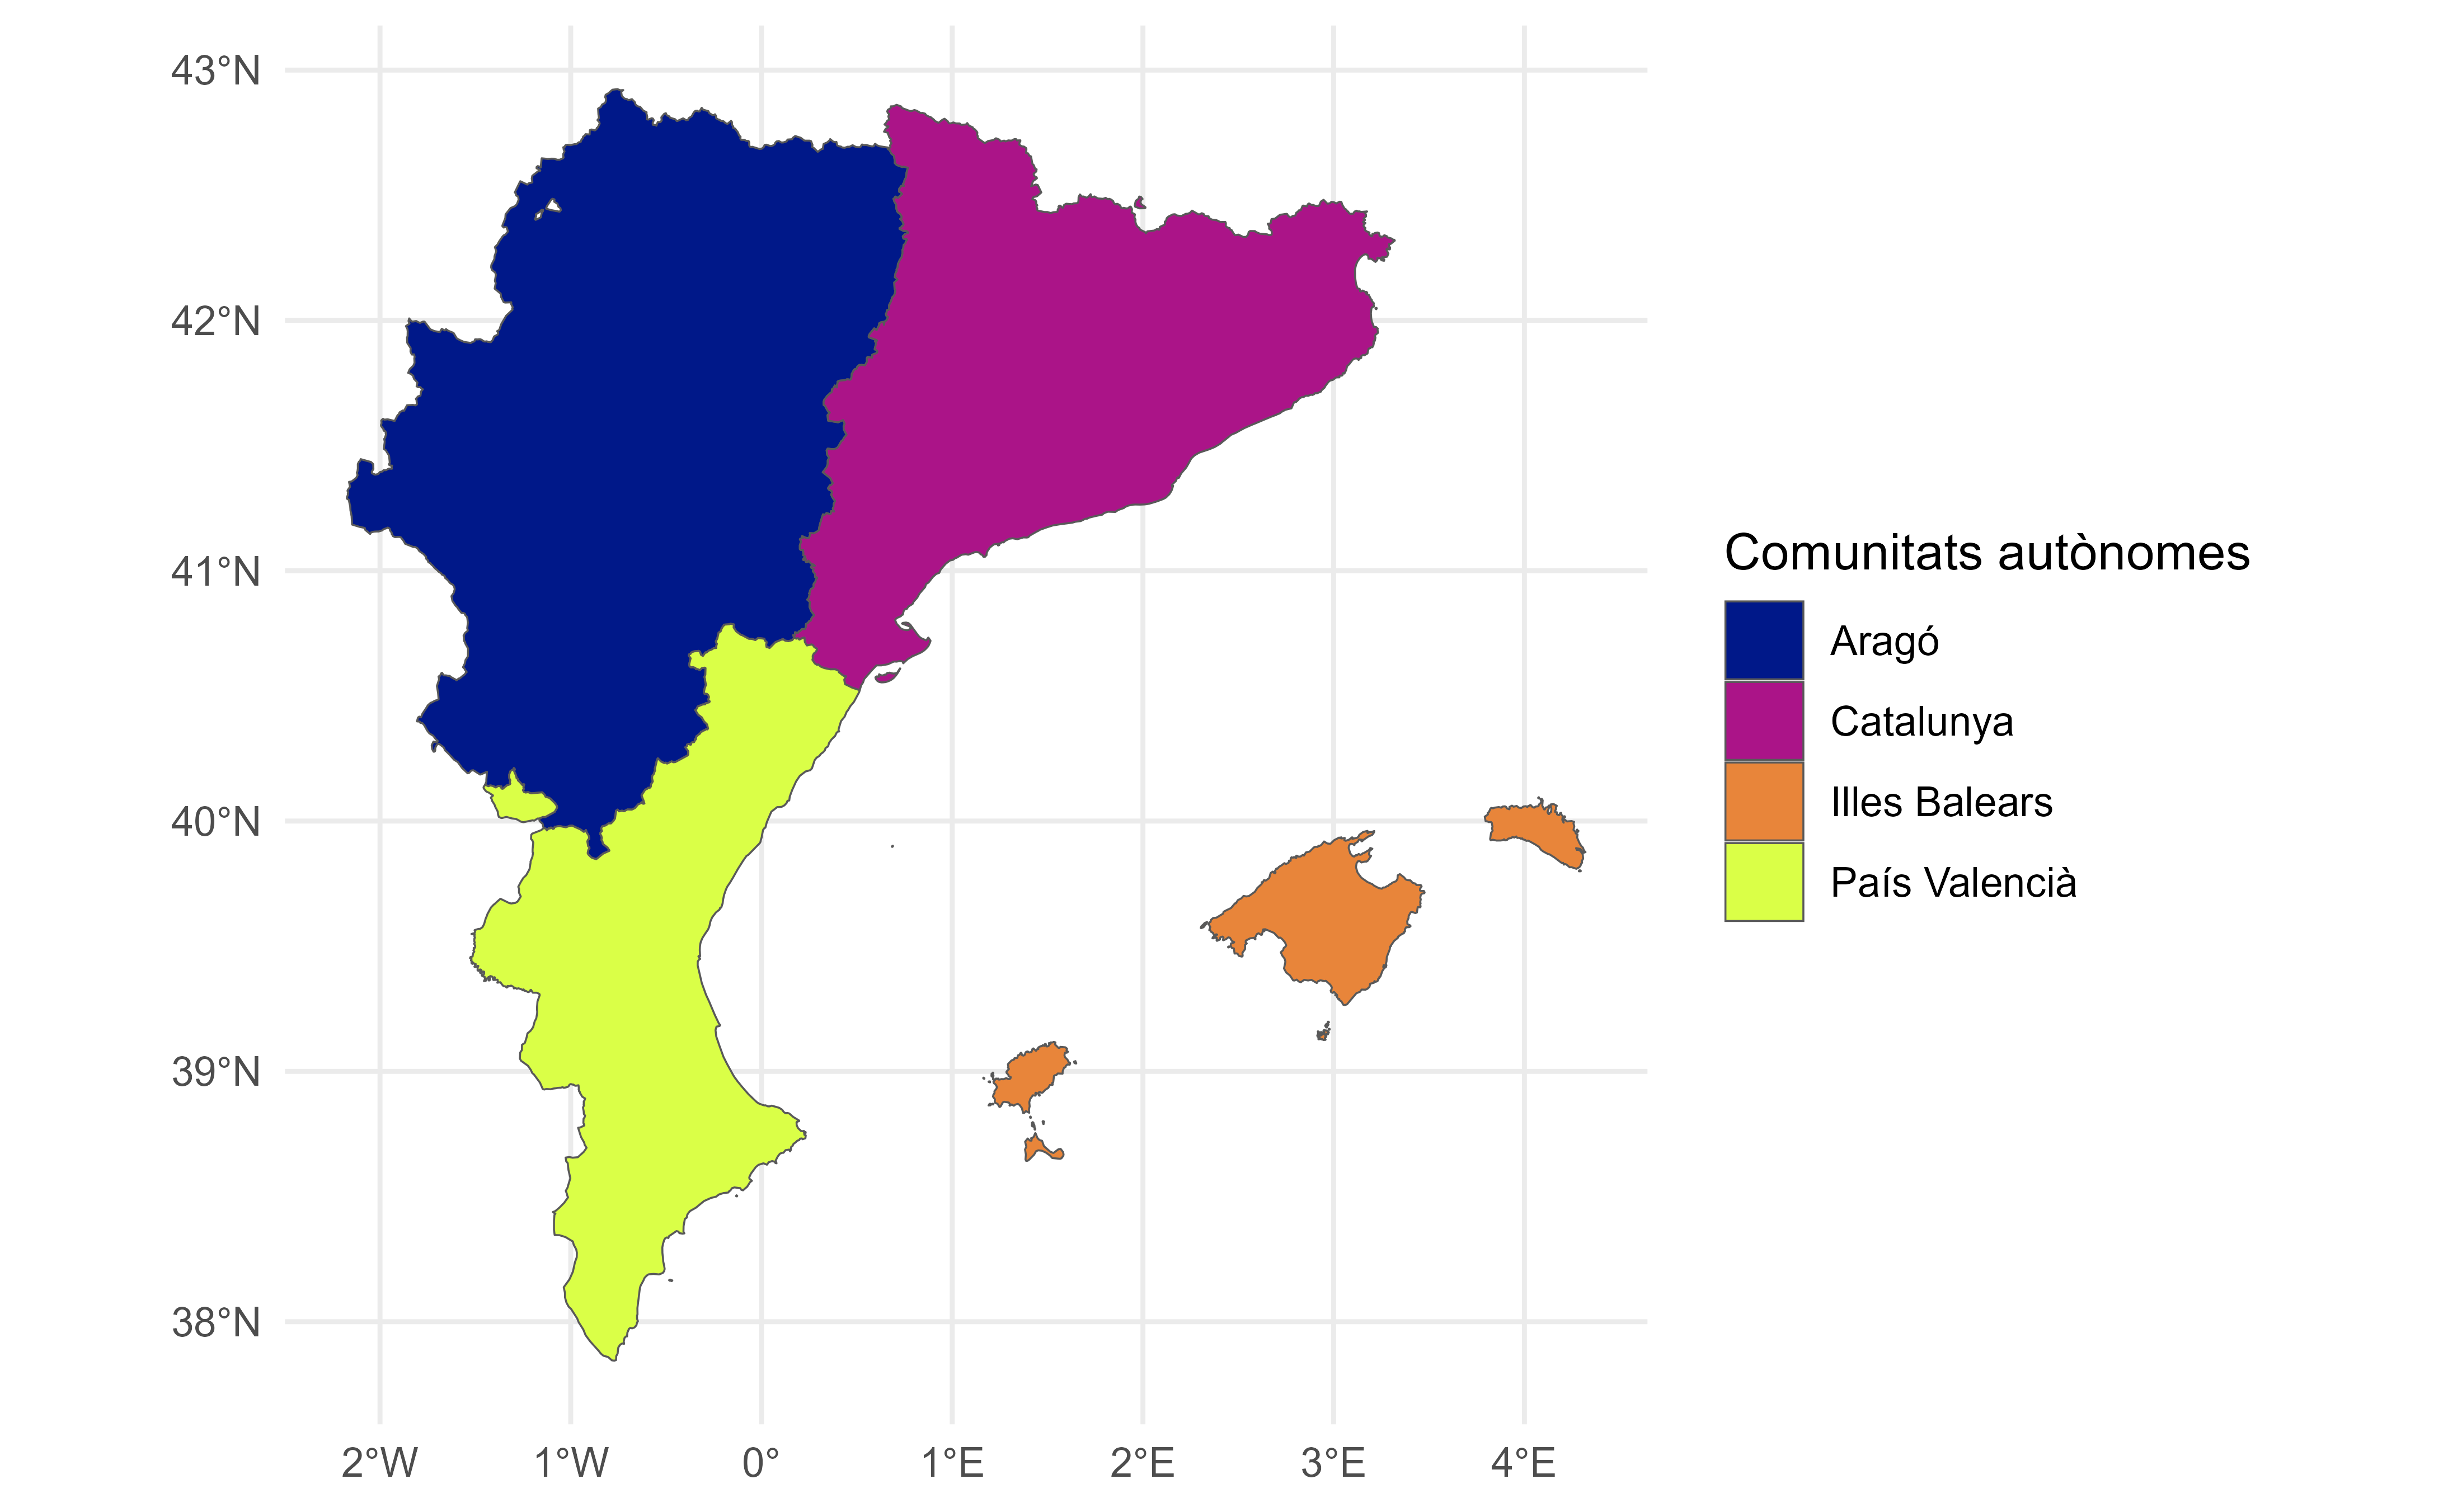 43°N
42°N
41°N
40°N
39°N
38°N
2°W 1°W 0° 1°E 2°E 3°E 4°E
Comunitats autònomes
Aragó
Catalunya
Illes Balears
País Valencià